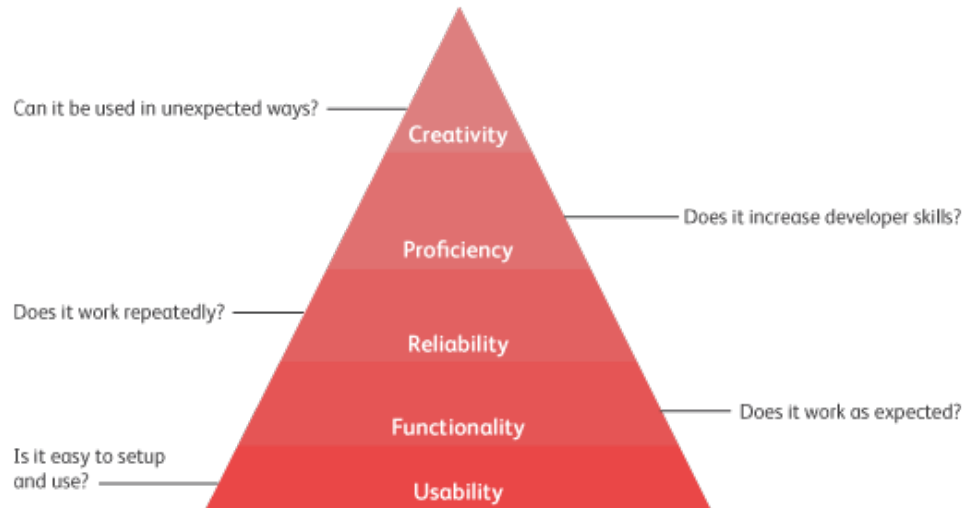 Can it be used in unexpected ways?
Creativity
Does it increase developer skills?
Proficiency
Does it work repeatedly?
Reliability
Does it work as expected?
Functionality
Is it easy to setup
and use?
Usability